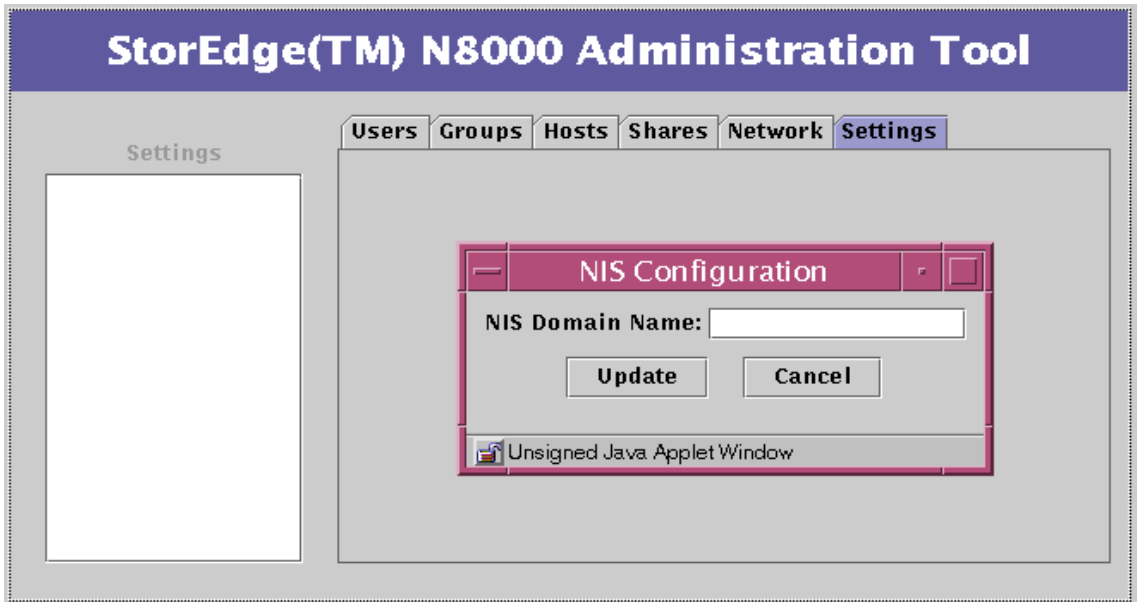 StorEdge(TM) N8000 Administration Tool
Users Groups Hosts Shares Network Settings
Settings
NIS Configuration
NIS Domain Name:
Update Cancel
Unsigned Java Applet Window